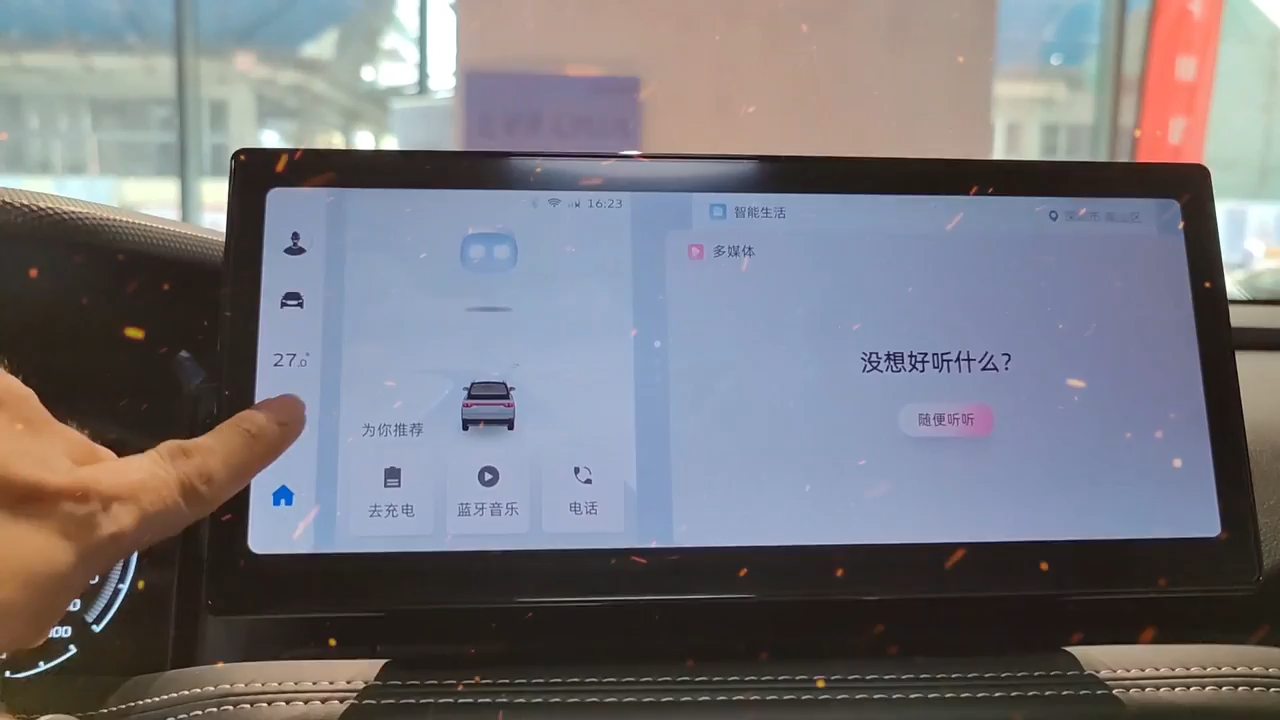 16:23
智能生活
多媒体
27.0°
没想好听什么?
随便听听
为你推荐
去充电
蓝牙音乐
电话